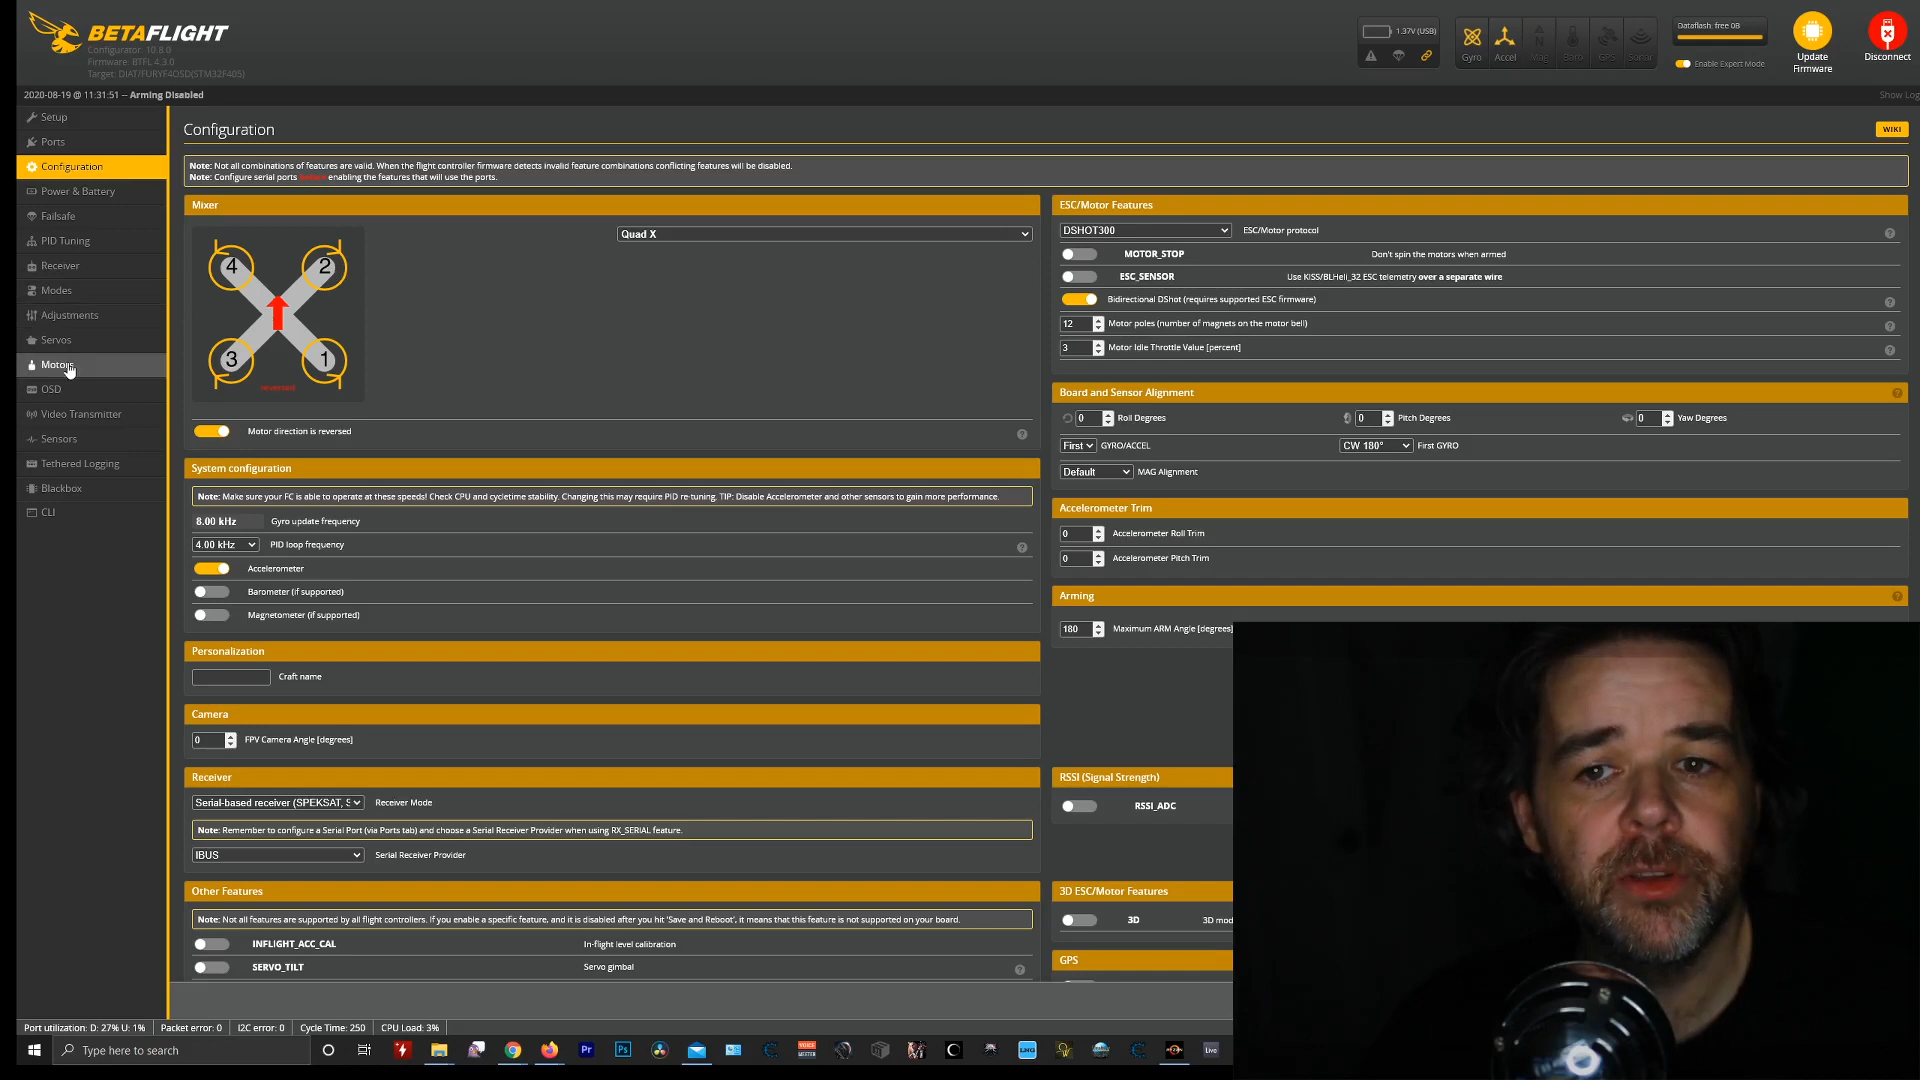 BETAFLIGHT
Configurator: 10.8.0
Firmware: BTFL 4.3.0
Target: DIAT/FURYF4OSD(STM32F405)
1.37V (USB)
Gyro Accel Mag Baro GPS Sonar
Dataflash: free 0B
Enable Expert Mode
Update Firmware
Disconnect
2020-08-19 @ 11:31:51 -- Arming Disabled
Show Log
Setup
Ports
Configuration
Power & Battery
Failsafe
PID Tuning
Receiver
Modes
Adjustments
Servos
Motors
OSD
Video Transmitter
Sensors
Tethered Logging
Blackbox
CLI
Configuration
WIKI
Note: Not all combinations of features are valid. When the flight controller firmware detects invalid feature combinations conflicting features will be disabled.
Note: Configure serial ports before enabling the features that will use the ports.
Mixer
Quad X
4 2
3 1
reversed
Motor direction is reversed
System configuration
Note: Make sure your FC is able to operate at these speeds! Check CPU and cycletime stability. Changing this may require PID re-tuning. TIP: Disable Accelerometer and other sensors to gain more performance.
8.00 kHz Gyro update frequency
4.00 kHz PID loop frequency
Accelerometer
Barometer (if supported)
Magnetometer (if supported)
Personalization
Craft name
Camera
0 FPV Camera Angle [degrees]
Receiver
Serial-based receiver (SPEKSAT, S Receiver Mode
Note: Remember to configure a Serial Port (via Ports tab) and choose a Serial Receiver Provider when using RX_SERIAL feature.
IBUS Serial Receiver Provider
Other Features
Note: Not all features are supported by all flight controllers. If you enable a specific feature, and it is disabled after you hit 'Save and Reboot', it means that this feature is not supported on your board.
INFLIGHT_ACC_CAL In-flight level calibration
SERVO_TILT Servo gimbal
ESC/Motor Features
DSHOT300 ESC/Motor protocol
MOTOR_STOP Don't spin the motors when armed
ESC_SENSOR Use KISS/BLHeli_32 ESC telemetry over a separate wire
Bidirectional DShot (requires supported ESC firmware)
12 Motor poles (number of magnets on the motor bell)
3 Motor Idle Throttle Value [percent]
Board and Sensor Alignment
0 Roll Degrees 0 Pitch Degrees 0 Yaw Degrees
First GYRO/ACCEL CW 180° First GYRO
Default MAG Alignment
Accelerometer Trim
0 Accelerometer Roll Trim
0 Accelerometer Pitch Trim
Arming
180 Maximum ARM Angle [degrees]
RSSI (Signal Strength)
RSSI_ADC
3D ESC/Motor Features
3D 3D mod
GPS
Port utilization: D: 27% U: 1% Packet error: 0 I2C error: 0 Cycle Time: 250 CPU Load: 3%
Type here to search
Pr
Ps
Live